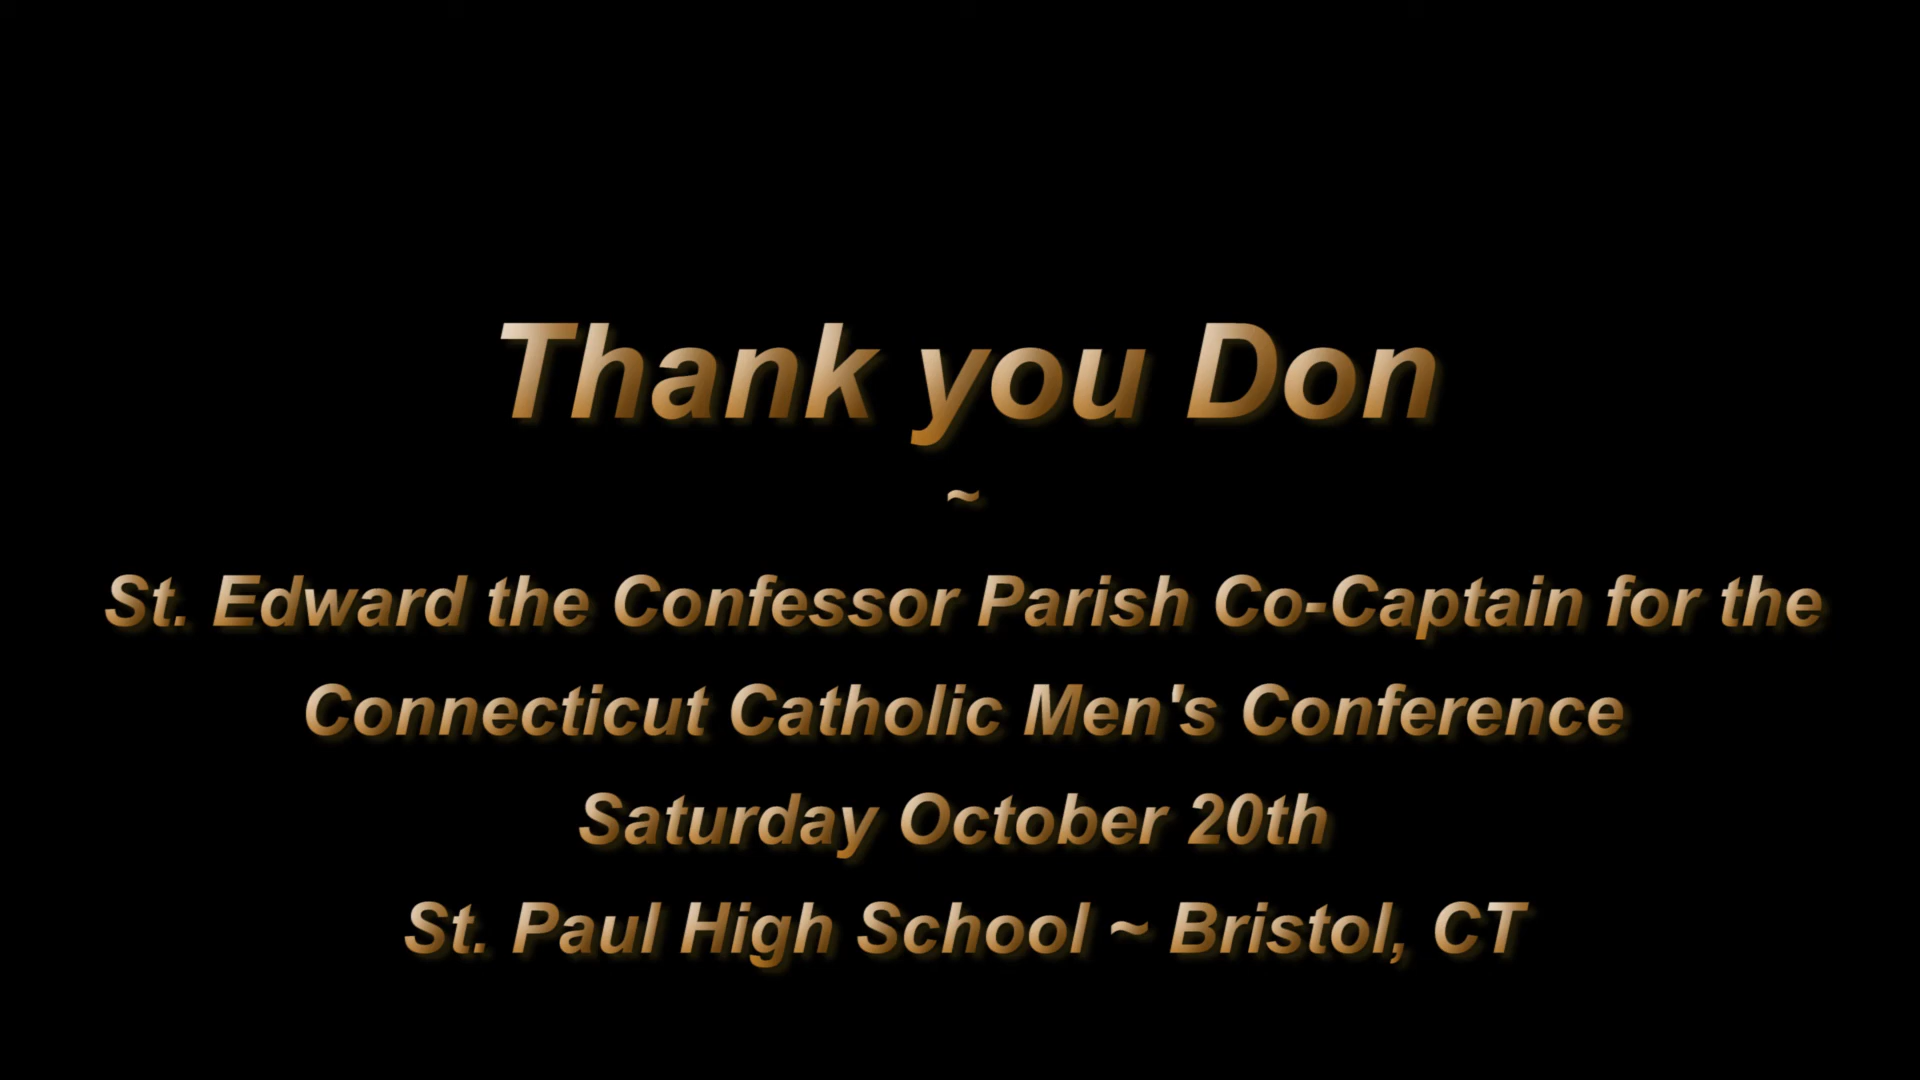 Thank you Don
~
St. Edward the Confessor Parish Co-Captain for the
Connecticut Catholic Men's Conference
Saturday October 20th
St. Paul High School ~ Bristol, CT